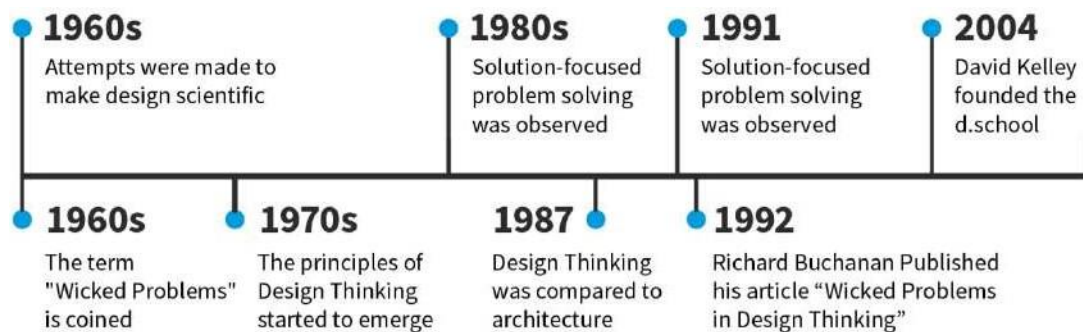 1960s
Attempts were made to
make design scientific
1980s
Solution-focused
problem solving
was observed
1991
Solution-focused
problem solving
was observed
2004
David Kelley
founded the
d.school
1960s
The term
"Wicked Problems"
is coined
1970s
The principles of
Design Thinking
started to emerge
1987
Design Thinking
was compared to
architecture
1992
Richard Buchanan Published
his article “Wicked Problems
in Design Thinking”